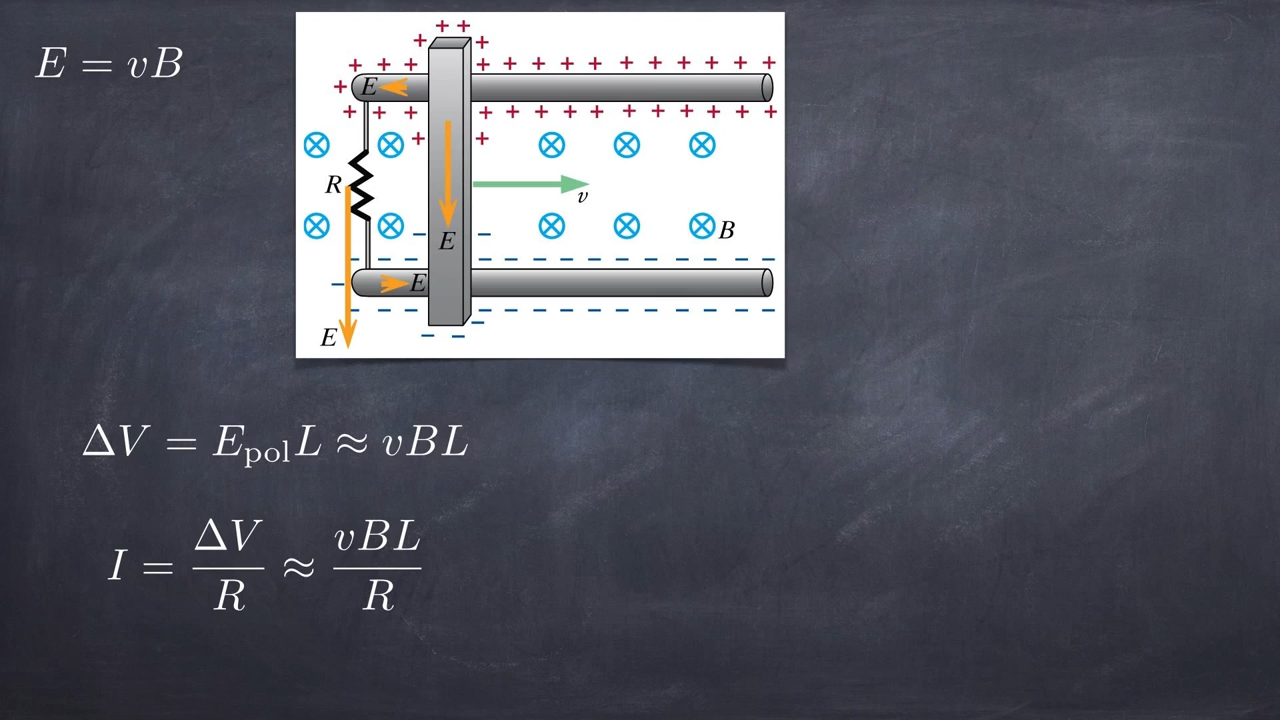 E = vB
E
R
v
B
E
E
E
ΔV = E_pol L ≈ vBL
I = ΔV/R ≈ vBL/R